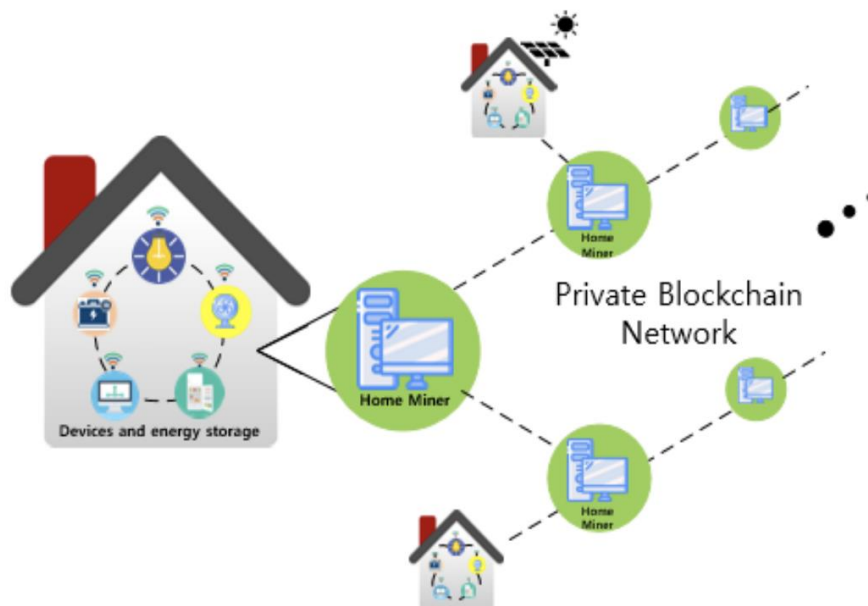 Home
Miner
Private Blockchain
Network
Home Miner
Devices and energy storage
Home
Miner